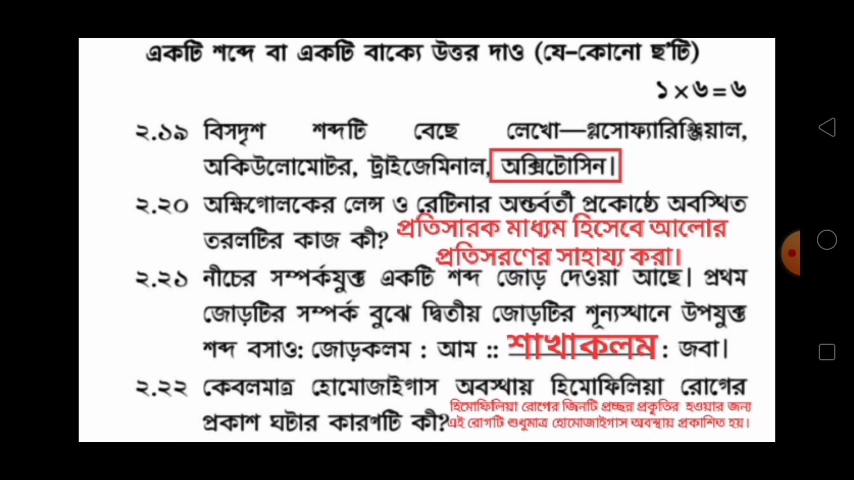 একটি শব্দে বা একটি বাক্যে উত্তর দাও (যে-কোনো ছ'টি)
১×৬=৬
২.১৯ বিসদৃশ শব্দটি বেছে লেখো—গ্লসোফ্যারিঞ্জিয়াল,
অকিউলোমোটর, ট্রাইজেমিনাল, অক্সিটোসিন।
২.২০ অক্ষিগোলকের লেন্স ও রেটিনার অন্তর্বর্তী প্রকোষ্ঠে অবস্থিত
তরলটির কাজ কী? প্রতিসারক মাধ্যম হিসেবে আলোর
প্রতিসরণের সাহায্য করা।
২.২১ নীচের সম্পর্কযুক্ত একটি শব্দ জোড় দেওয়া আছে। প্রথম
জোড়টির সম্পর্ক বুঝে দ্বিতীয় জোড়টির শূন্যস্থানে উপযুক্ত
শব্দ বসাও: জোড়কলম : আম :: শাখাকলম : জবা।
২.২২ কেবলমাত্র হোমোজাইগাস অবস্থায় হিমোফিলিয়া রোগের
হিমোফিলিয়া রোগের জিনটি প্রচ্ছন্ন প্রকৃতির হওয়ার জন্য
প্রকাশ ঘটার কারণটি কী? এই রোগটি শুধুমাত্র হোমোজাইগাস অবস্থায় প্রকাশিত হয়।